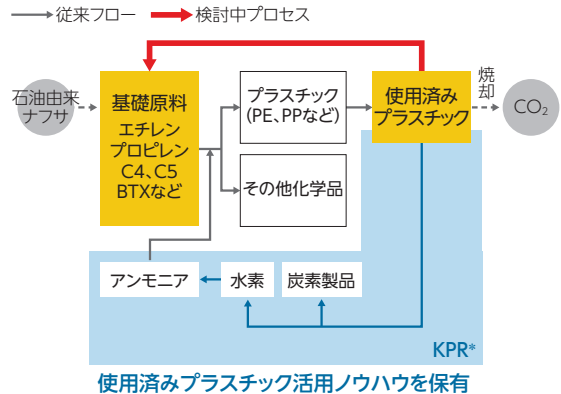 従来フロー
検討中プロセス
石油由来
ナフサ
基礎原料
エチレン
プロピレン
C4、C5
BTXなど
プラスチック
(PE、PPなど)
その他化学品
使用済み
プラスチック
焼却
CO₂
アンモニア
水素
炭素製品
KPR*
使用済みプラスチック活用ノウハウを保有